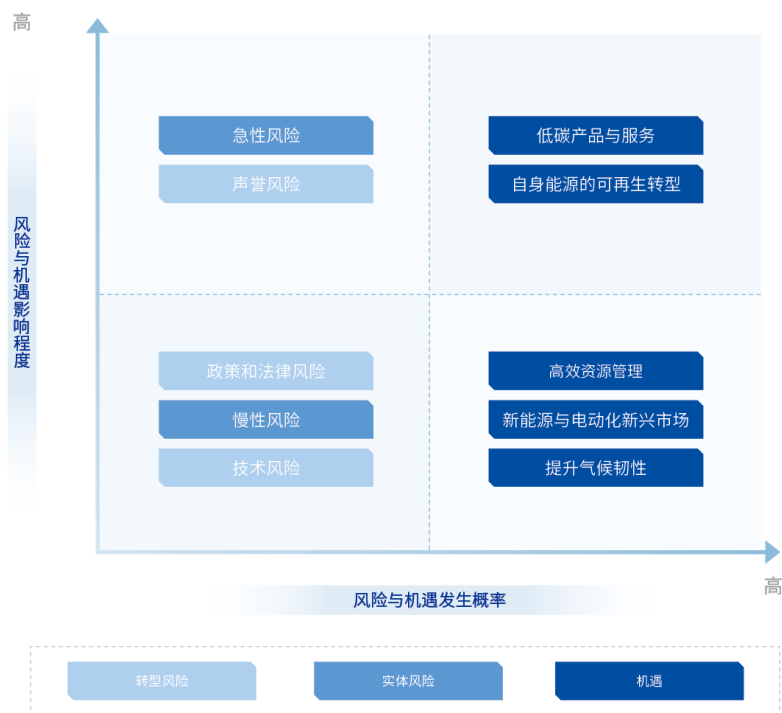 高
风险与机遇影响程度
急性风险
声誉风险
低碳产品与服务
自身能源的可再生转型
政策和法律风险
慢性风险
技术风险
高效资源管理
新能源与电动化新兴市场
提升气候韧性
高
风险与机遇发生概率
转型风险
实体风险
机遇